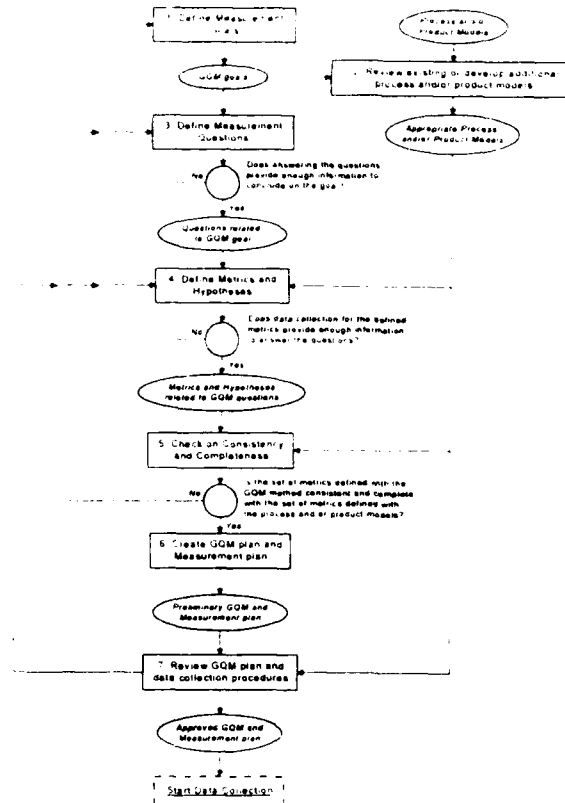 1. Define Measurement
Process and/or
Product Models
GQM goals
2. Review existing or develop additional
process and/or product models
3. Define Measurement
Questions
Appropriate Process
and/or Product Models
Does answering the questions
provide enough information to
conclude on the goal?
No
Yes
Questions related
to GQM goal
4. Define Metrics and
Hypotheses
Does data collection for the defined
metrics provide enough information
to answer the questions?
No
Yes
Metrics and Hypotheses
related to GQM questions
5. Check on Consistency
and Completeness
Is the set of metrics defined with the
GQM method consistent and complete
with the set of metrics defined with
the process and or product models?
No
Yes
6. Create GQM plan and
Measurement plan
Preliminary GQM and
Measurement plan
7. Review GQM plan and
data collection procedures
Approved GQM and
Measurement plan
Start Data Collection